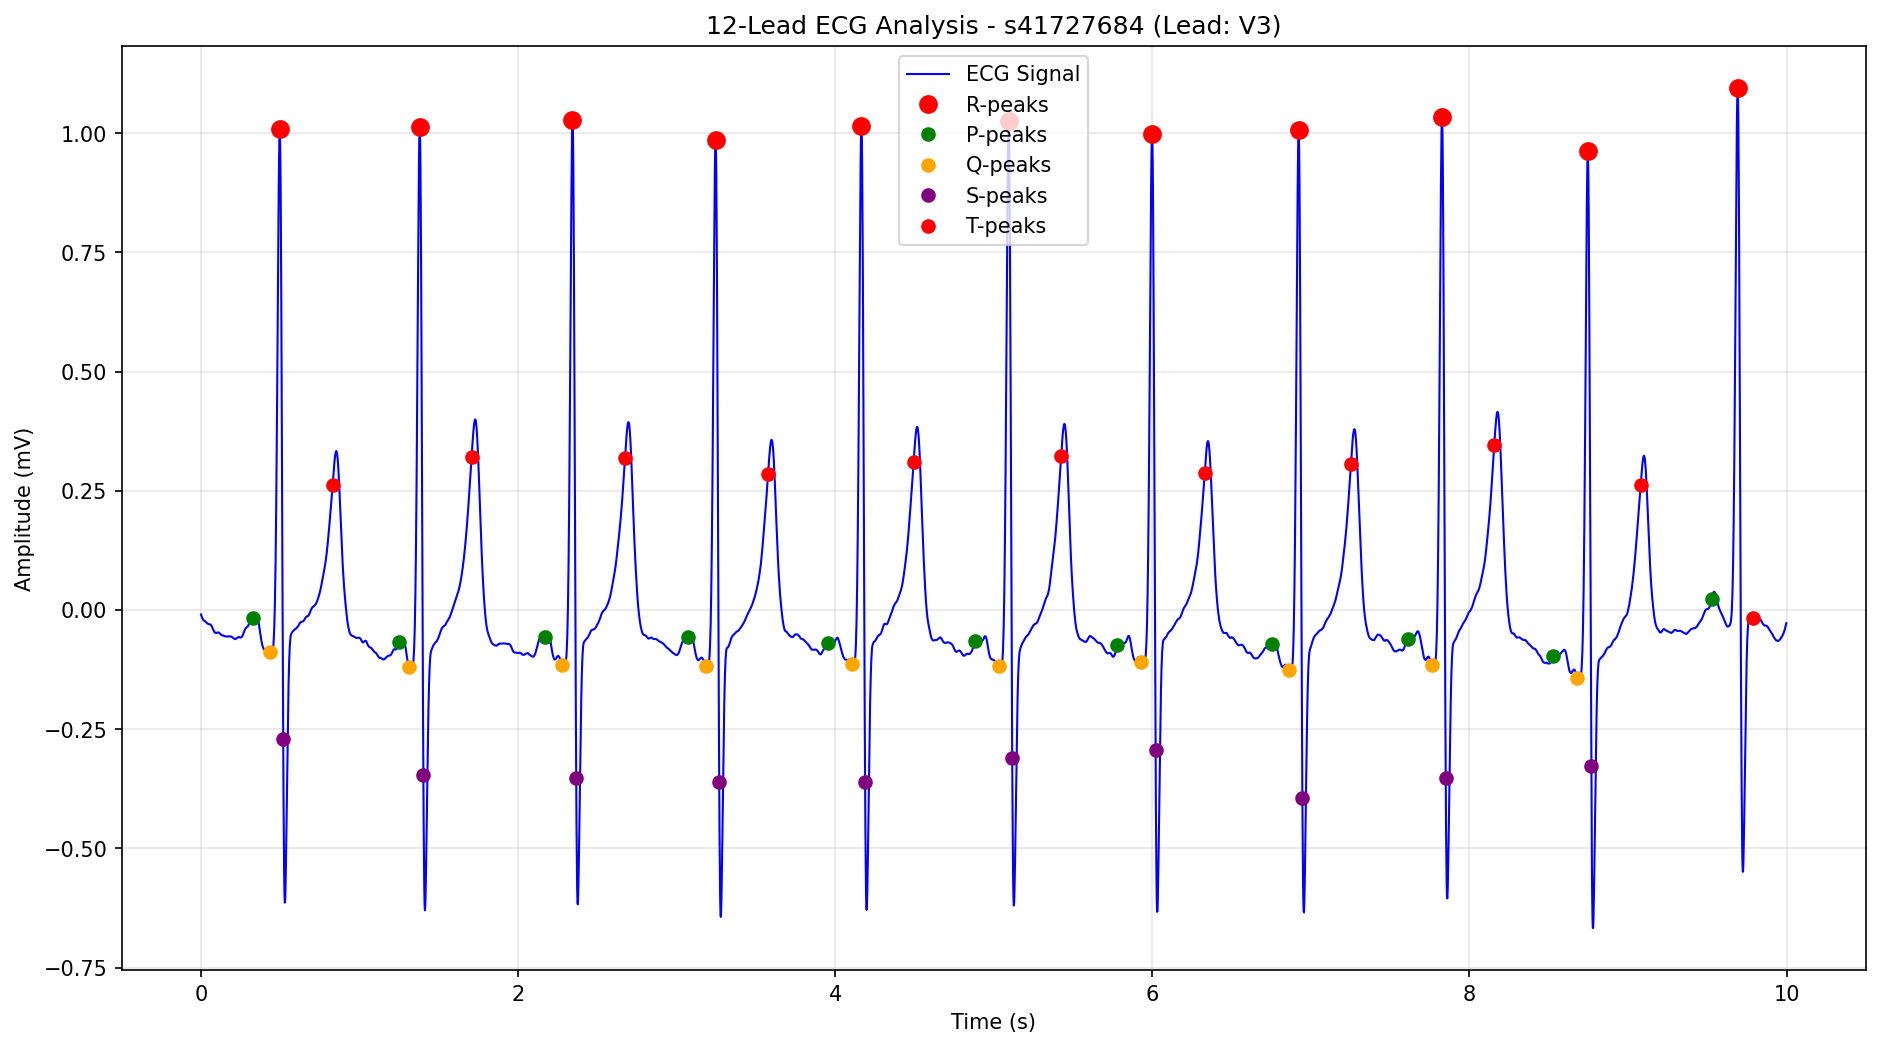 12-Lead ECG Analysis - s41727684 (Lead: V3)
ECG Signal
R-peaks
P-peaks
Q-peaks
S-peaks
T-peaks
1.00
0.75
0.50
0.25
0.00
−0.25
−0.50
−0.75
Amplitude (mV)
0 2 4 6 8 10
Time (s)